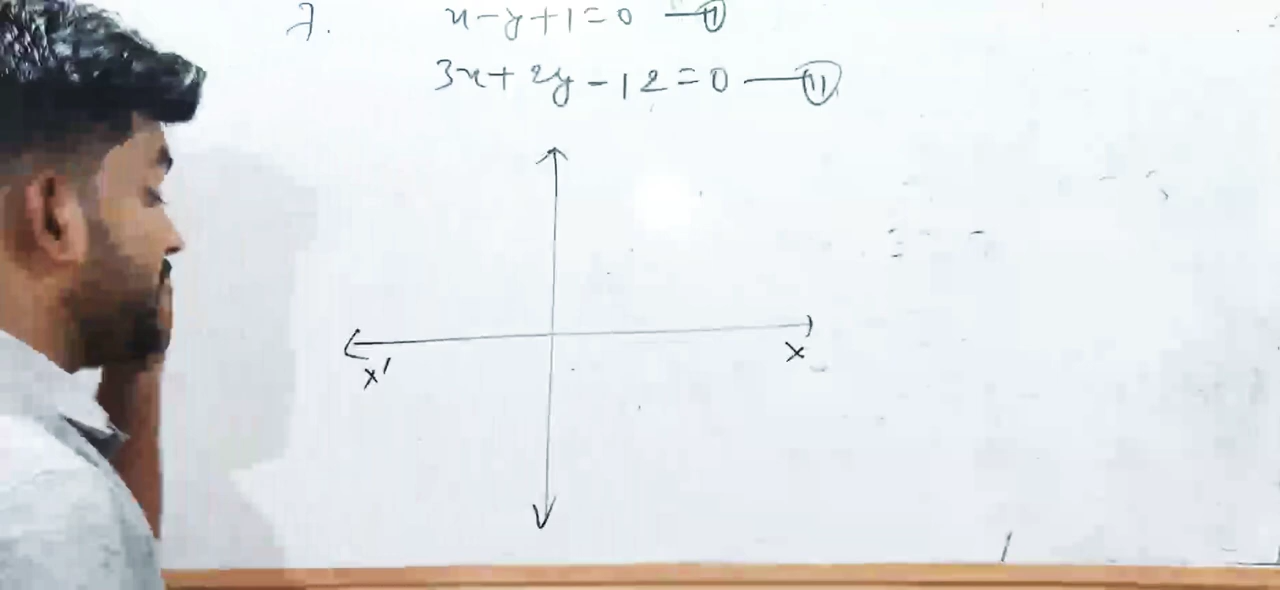 7. x-y+1=0 —(i)
3x+2y-12=0 —(ii)
X' X